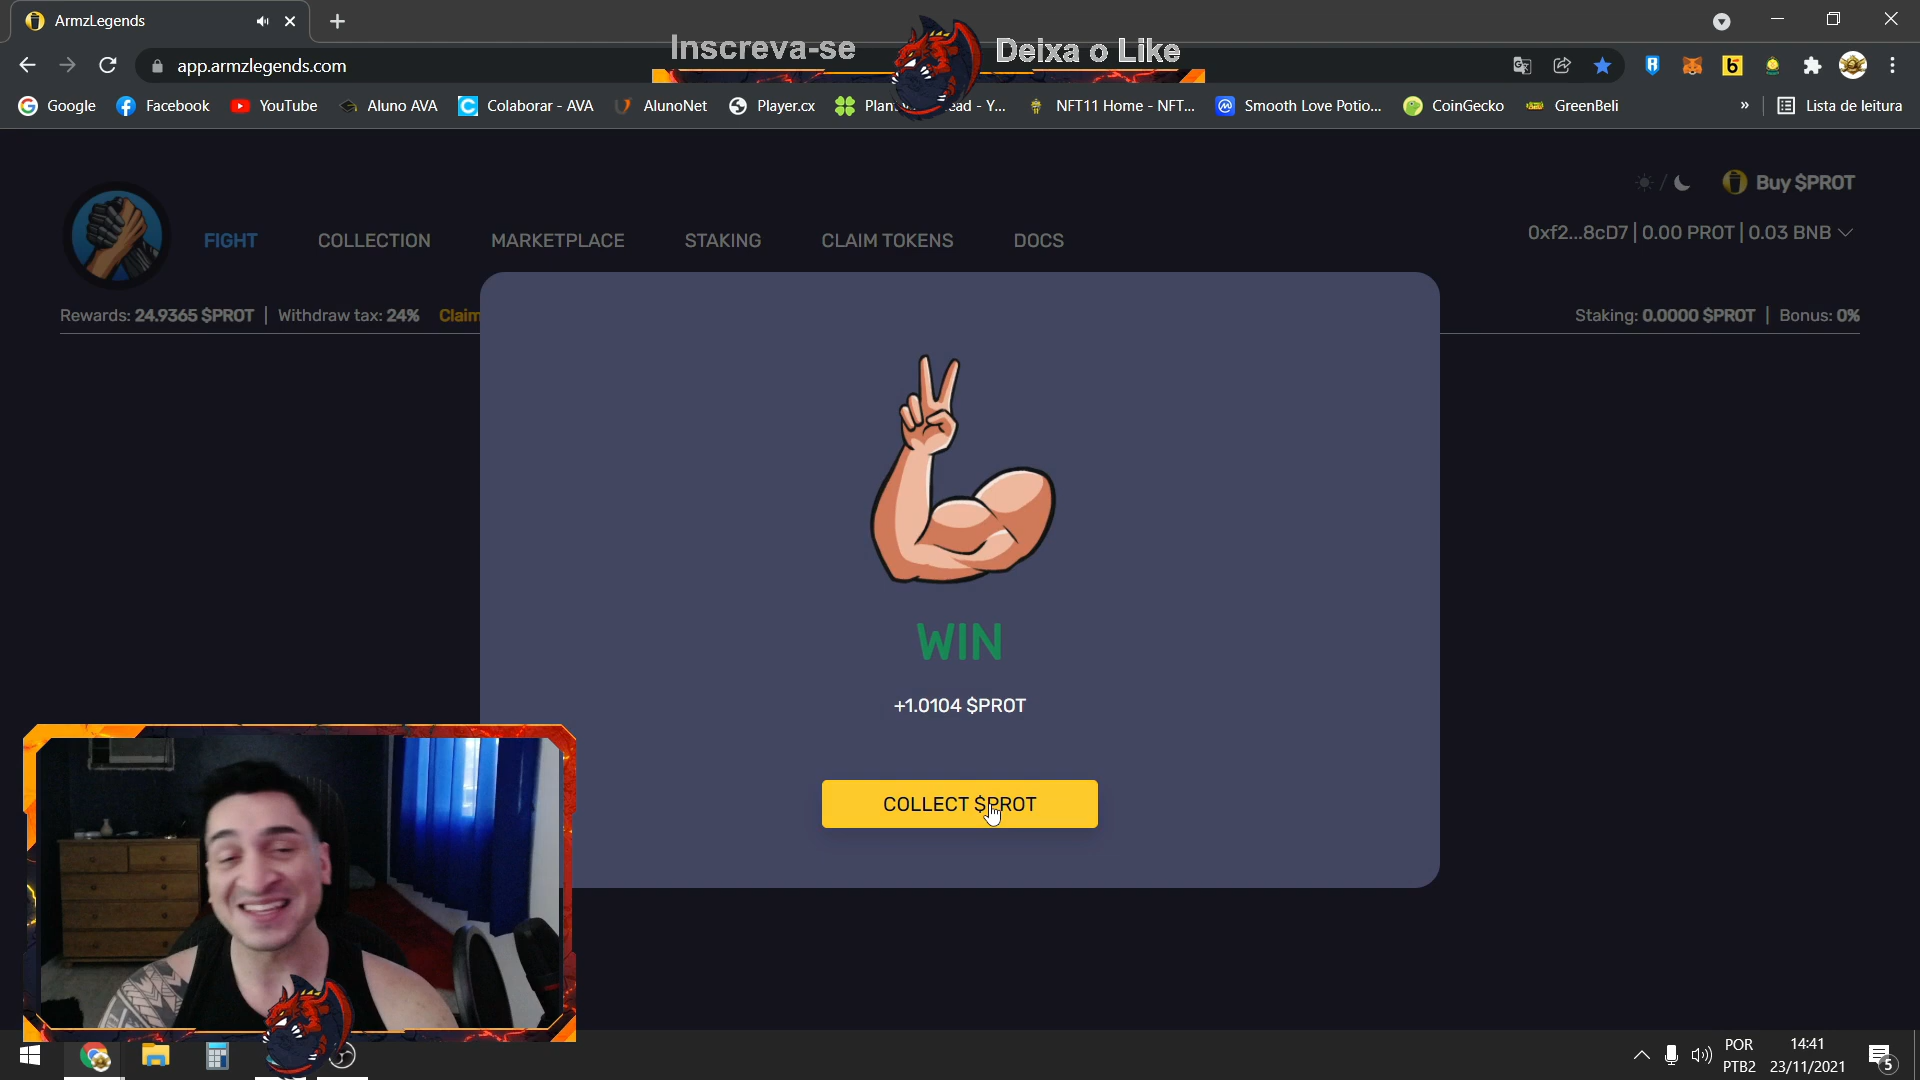 ArmzLegends
Inscreva-se
Deixa o Like
app.armzlegends.com
Google
Facebook
YouTube
Aluno AVA
Colaborar - AVA
AlunoNet
Player.cx
NFT11 Home - NFT...
Smooth Love Potio...
CoinGecko
GreenBeli
»
Lista de leitura
Buy $PROT
FIGHT
COLLECTION
MARKETPLACE
STAKING
CLAIM TOKENS
DOCS
0xf2...8cD7 | 0.00 PROT | 0.03 BNB
Rewards: 24.9365 $PROT | Withdraw tax: 24% Claim
Staking: 0.0000 $PROT | Bonus: 0%
WIN
+1.0104 $PROT
COLLECT $PROT
POR
PTB2
14:41
23/11/2021
5